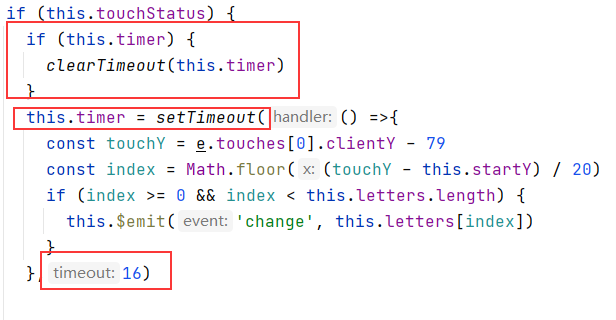 if (this.touchStatus) {
if (this.timer) {
clearTimeout(this.timer)
}
this.timer = setTimeout( handler: () =>{
const touchY = e.touches[0].clientY - 79
const index = Math.floor( x: (touchY - this.startY) / 20)
if (index >= 0 && index < this.letters.length) {
this.$emit( event: 'change', this.letters[index])
}
}, timeout: 16)